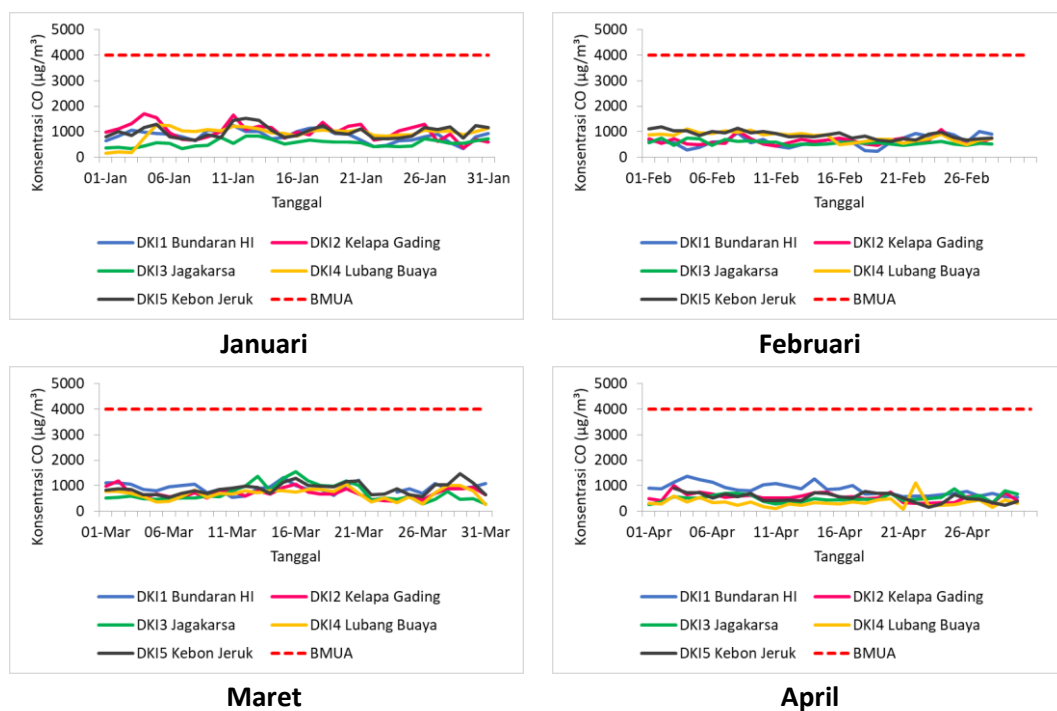 Konsentrasi CO (µg/m³)
5000
4000
3000
2000
1000
0
01-Jan 06-Jan 11-Jan 16-Jan 21-Jan 26-Jan 31-Jan
Tanggal
DKI1 Bundaran HI DKI2 Kelapa Gading
DKI3 Jagakarsa DKI4 Lubang Buaya
DKI5 Kebon Jeruk BMUA
Januari
Konsentrasi CO (µg/m³)
5000
4000
3000
2000
1000
0
01-Feb 06-Feb 11-Feb 16-Feb 21-Feb 26-Feb
Tanggal
DKI1 Bundaran HI DKI2 Kelapa Gading
DKI3 Jagakarsa DKI4 Lubang Buaya
DKI5 Kebon Jeruk BMUA
Februari
Konsentrasi CO (µg/m³)
5000
4000
3000
2000
1000
0
01-Mar 06-Mar 11-Mar 16-Mar 21-Mar 26-Mar 31-Mar
Tanggal
DKI1 Bundaran HI DKI2 Kelapa Gading
DKI3 Jagakarsa DKI4 Lubang Buaya
DKI5 Kebon Jeruk BMUA
Maret
Konsentrasi CO (µg/m³)
5000
4000
3000
2000
1000
0
01-Apr 06-Apr 11-Apr 16-Apr 21-Apr 26-Apr
Tanggal
DKI1 Bundaran HI DKI2 Kelapa Gading
DKI3 Jagakarsa DKI4 Lubang Buaya
DKI5 Kebon Jeruk BMUA
April